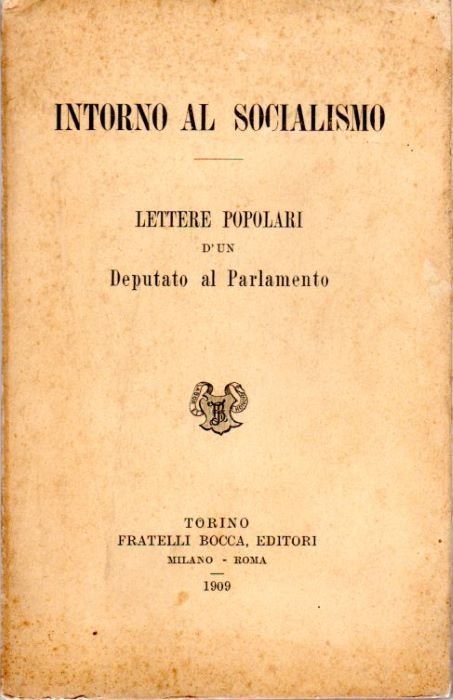 INTORNO AL SOCIALISMO
LETTERE POPOLARI
D'UN
Deputato al Parlamento
TORINO
FRATELLI BOCCA, EDITORI
MILANO - ROMA
1909